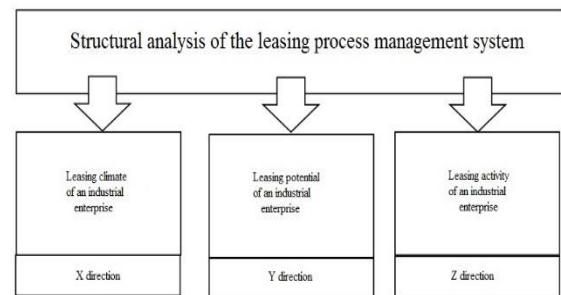 Structural analysis of the leasing process management system
Leasing climate
of an industrial
enterprise
X direction
Leasing potential
of an industrial
enterprise
Y direction
Leasing activity
of an industrial
enterprise
Z direction